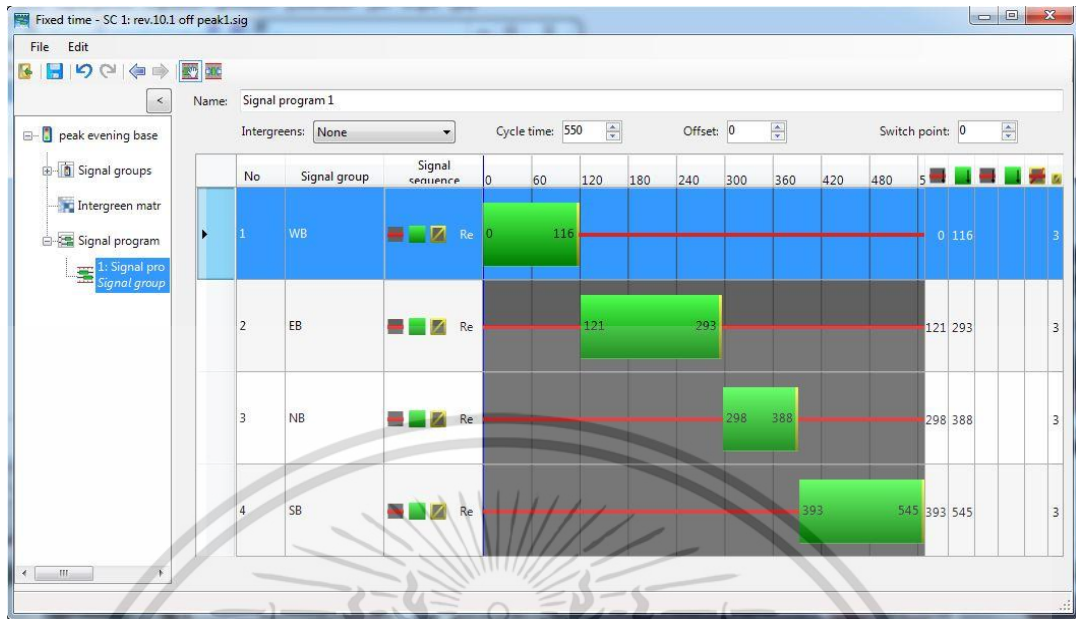 Fixed time - SC 1: rev.10.1 off peak1.sig
File Edit
Name: Signal program 1
Intergreens: None Cycle time: 550 Offset: 0 Switch point: 0
peak evening base
Signal groups
Intergreen matr
Signal program
1: Signal pro
Signal group
No Signal group Signal sequence 0 60 120 180 240 300 360 420 480 5
1 WB Re 0 116 0 116 3
2 EB Re 121 293 121 293 3
3 NB Re 298 388 298 388 3
4 SB Re 393 545 393 545 3